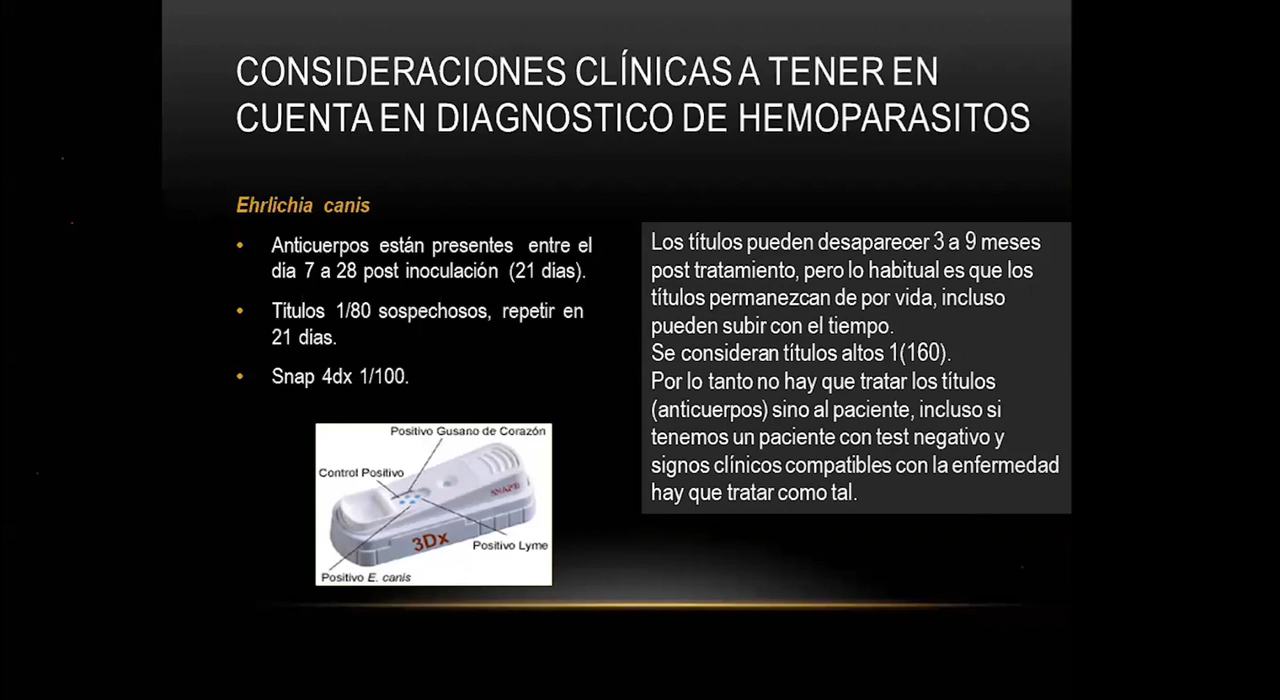 CONSIDERACIONES CLÍNICAS A TENER EN
CUENTA EN DIAGNOSTICO DE HEMOPARASITOS
Ehrlichia canis
• Anticuerpos están presentes entre el
dia 7 a 28 post inoculación (21 dias).
• Titulos 1/80 sospechosos, repetir en
21 dias.
• Snap 4dx 1/100.
Positivo Gusano de Corazón
Control Positivo
SNAP
3Dx
Positivo Lyme
Positivo E. canis
Los títulos pueden desaparecer 3 a 9 meses
post tratamiento, pero lo habitual es que los
títulos permanezcan de por vida, incluso
pueden subir con el tiempo.
Se consideran títulos altos 1(160).
Por lo tanto no hay que tratar los títulos
(anticuerpos) sino al paciente, incluso si
tenemos un paciente con test negativo y
signos clínicos compatibles con la enfermedad
hay que tratar como tal.